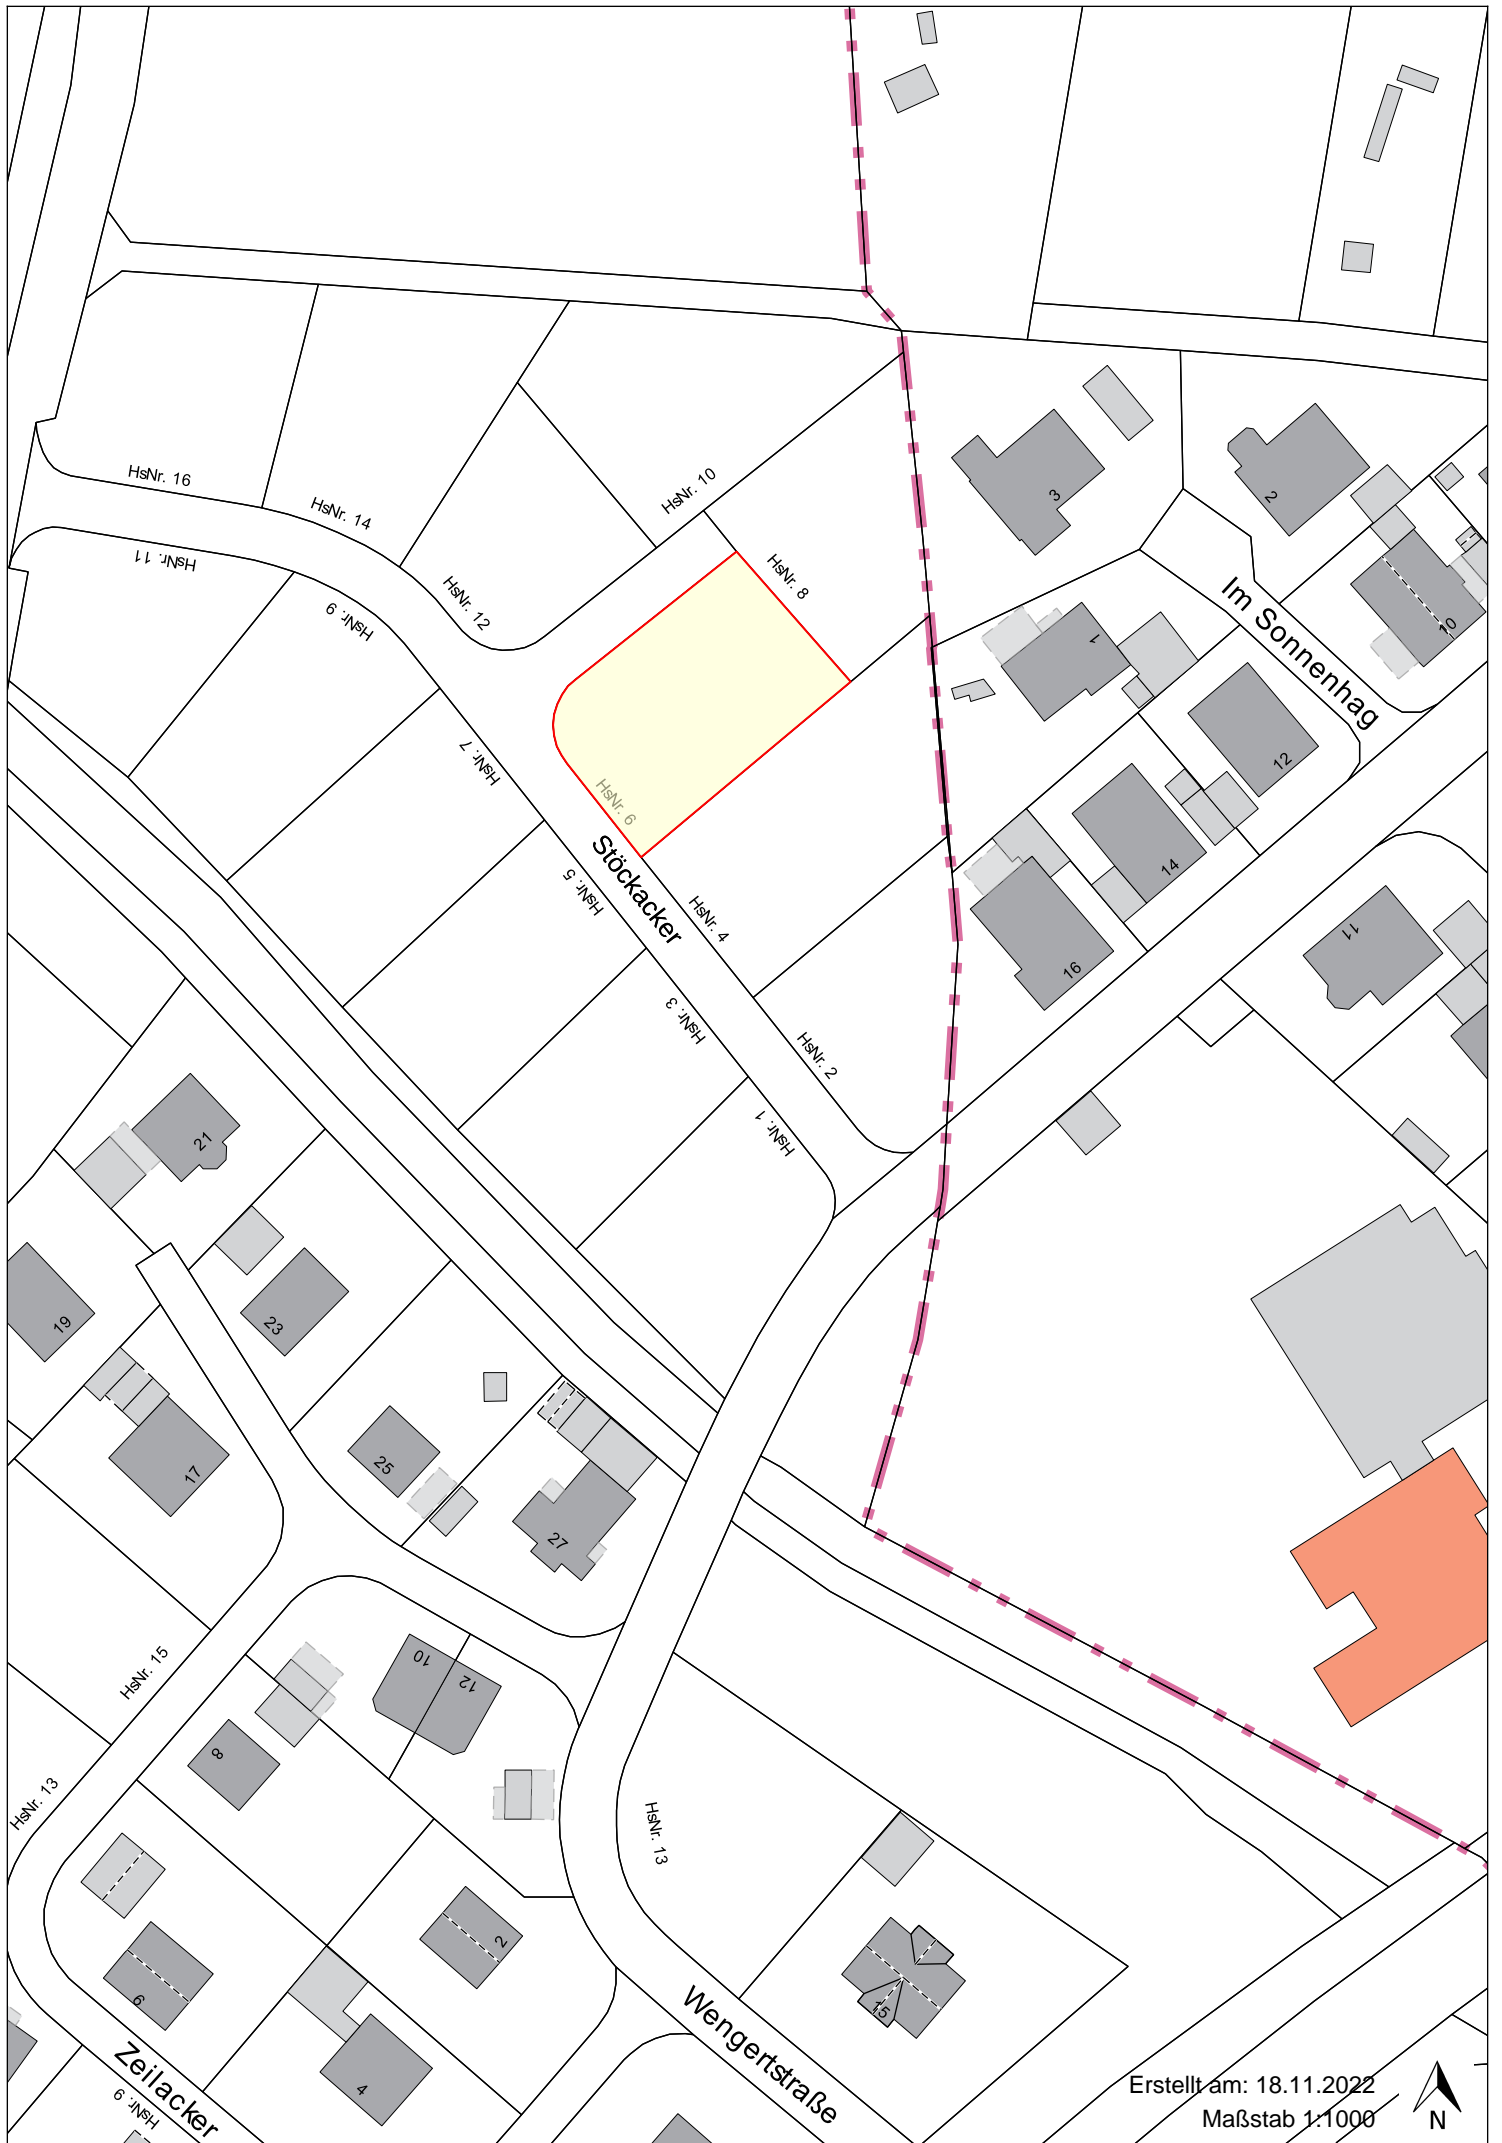 HsNr. 16
HsNr. 14
HsNr. 10
HsNr. 11
HsNr. 12
HsNr. 9
HsNr. 8
3
2
10
Im Sonnenhag
1
12
HsNr. 7
HsNr. 6
Stöckacker
HsNr. 5
HsNr. 4
14
16
11
HsNr. 3
HsNr. 2
HsNr. 1
21
19
23
17
25
27
HsNr. 15
10
12
8
HsNr. 13
HsNr. 13
2
6
15
4
Wengertstraße
Zeilacker
HsNr. 9
Erstellt am: 18.11.2022
Maßstab 1:1000
N